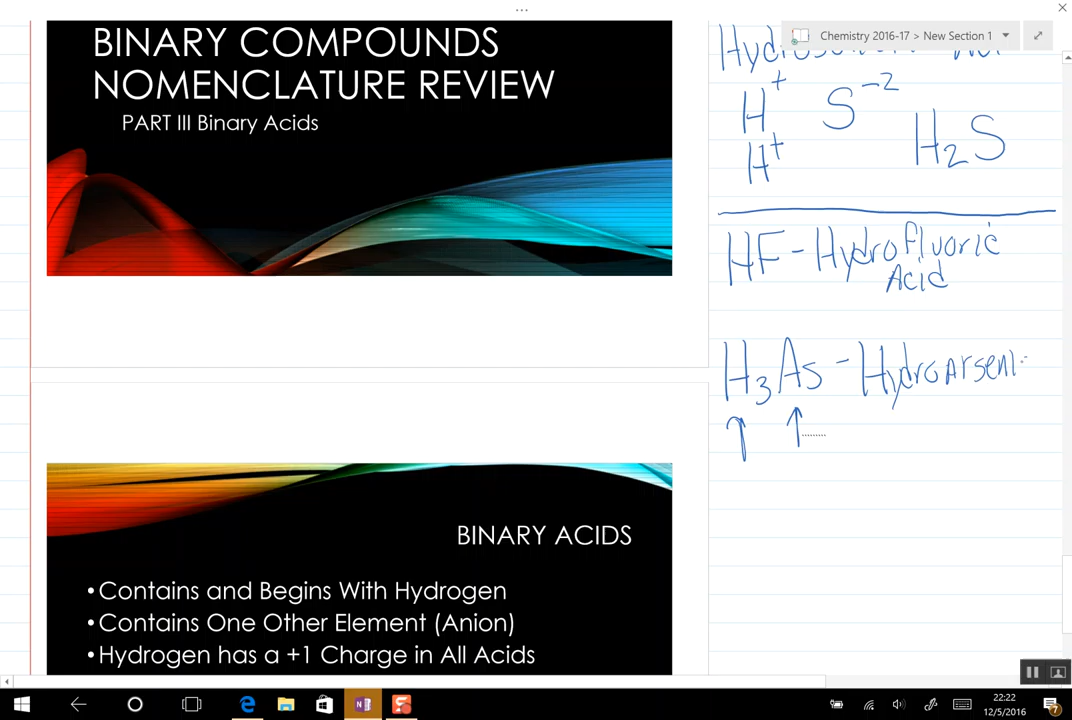 Chemistry 2016-17 > New Section 1
BINARY COMPOUNDS
NOMENCLATURE REVIEW
PART III Binary Acids
H+ S-2
H+ H2S
HF - Hydrofluoric
Acid
H3As - Hydroarseni
BINARY ACIDS
• Contains and Begins With Hydrogen
• Contains One Other Element (Anion)
• Hydrogen has a +1 Charge in All Acids
22:22
12/5/2016